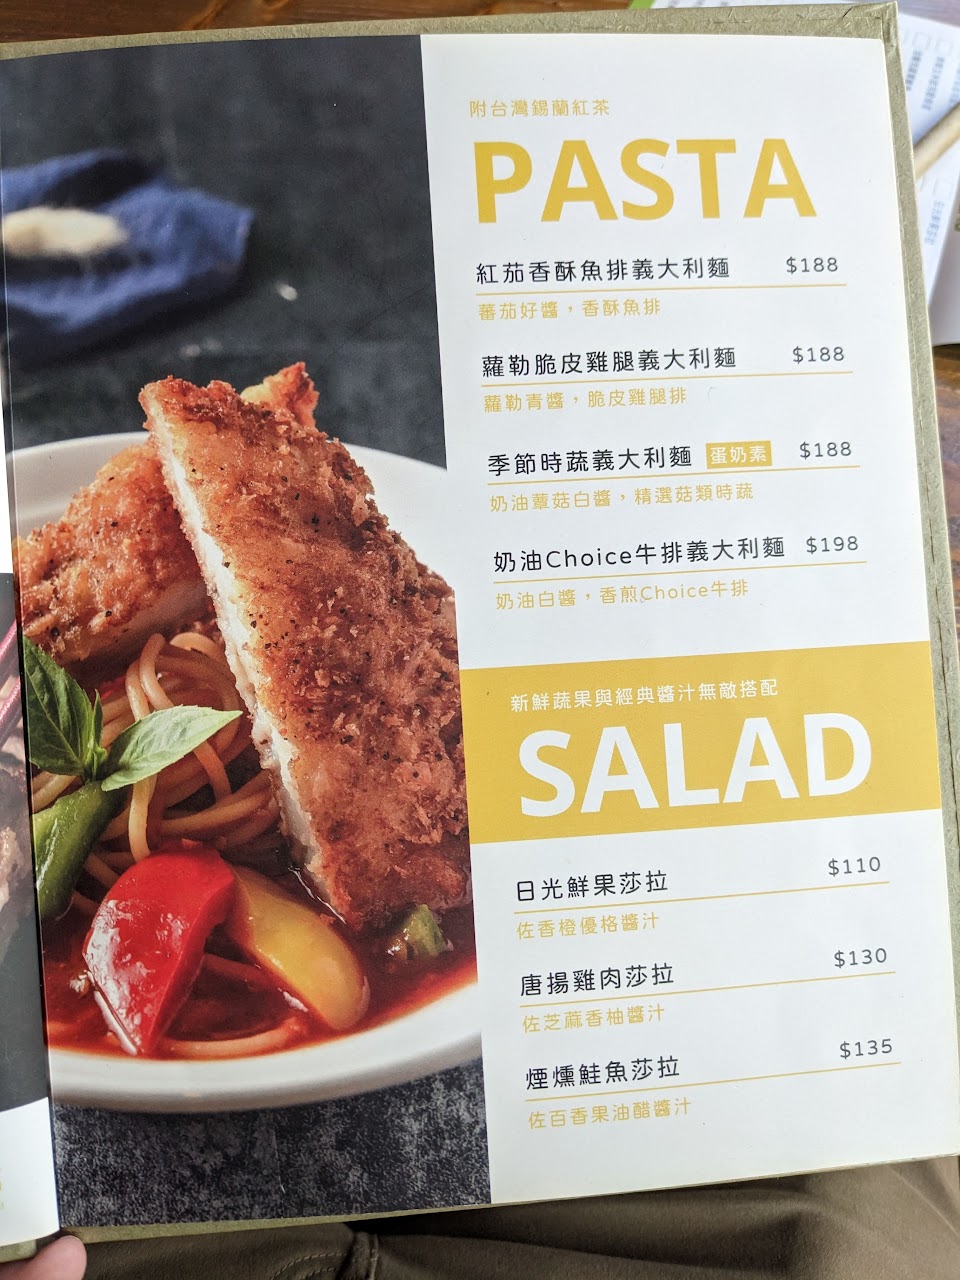 附台灣錫蘭紅茶
PASTA
紅茄香酥魚排義大利麵 $188
蕃茄好醬，香酥魚排
蘿勒脆皮雞腿義大利麵 $188
蘿勒青醬，脆皮雞腿排
季節時蔬義大利麵 蛋奶素 $188
奶油蕈菇白醬，精選菇類時蔬
奶油Choice牛排義大利麵 $198
奶油白醬，香煎Choice牛排
新鮮蔬果與經典醬汁無敵搭配
SALAD
日光鮮果莎拉 $110
佐香橙優格醬汁
唐揚雞肉莎拉 $130
佐芝蔴香柚醬汁
煙燻鮭魚莎拉 $135
佐百香果油醋醬汁